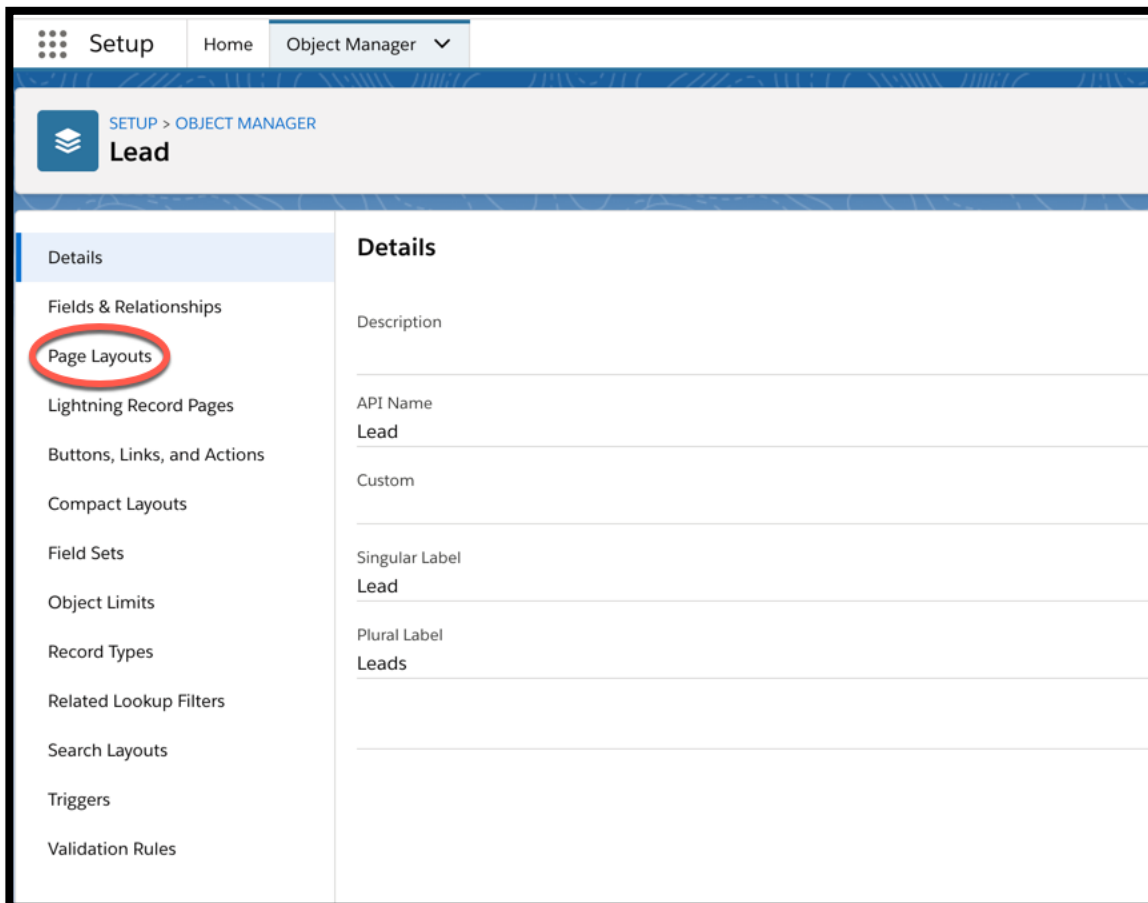 Setup Home Object Manager
SETUP > OBJECT MANAGER
Lead
Details
Fields & Relationships
Page Layouts
Lightning Record Pages
Buttons, Links, and Actions
Compact Layouts
Field Sets
Object Limits
Record Types
Related Lookup Filters
Search Layouts
Triggers
Validation Rules
Details
Description
API Name
Lead
Custom
Singular Label
Lead
Plural Label
Leads